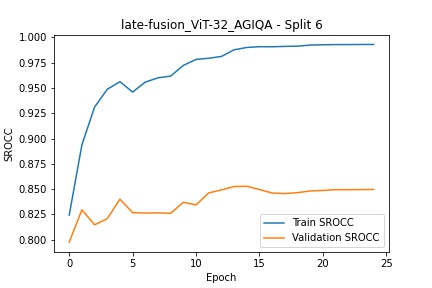 late-fusion_ViT-32_AGIQA - Split 6
1.000
0.975
0.950
0.925
0.900
0.875
0.850
0.825
0.800
SROCC
0 5 10 15 20 25
Epoch
Train SROCC
Validation SROCC